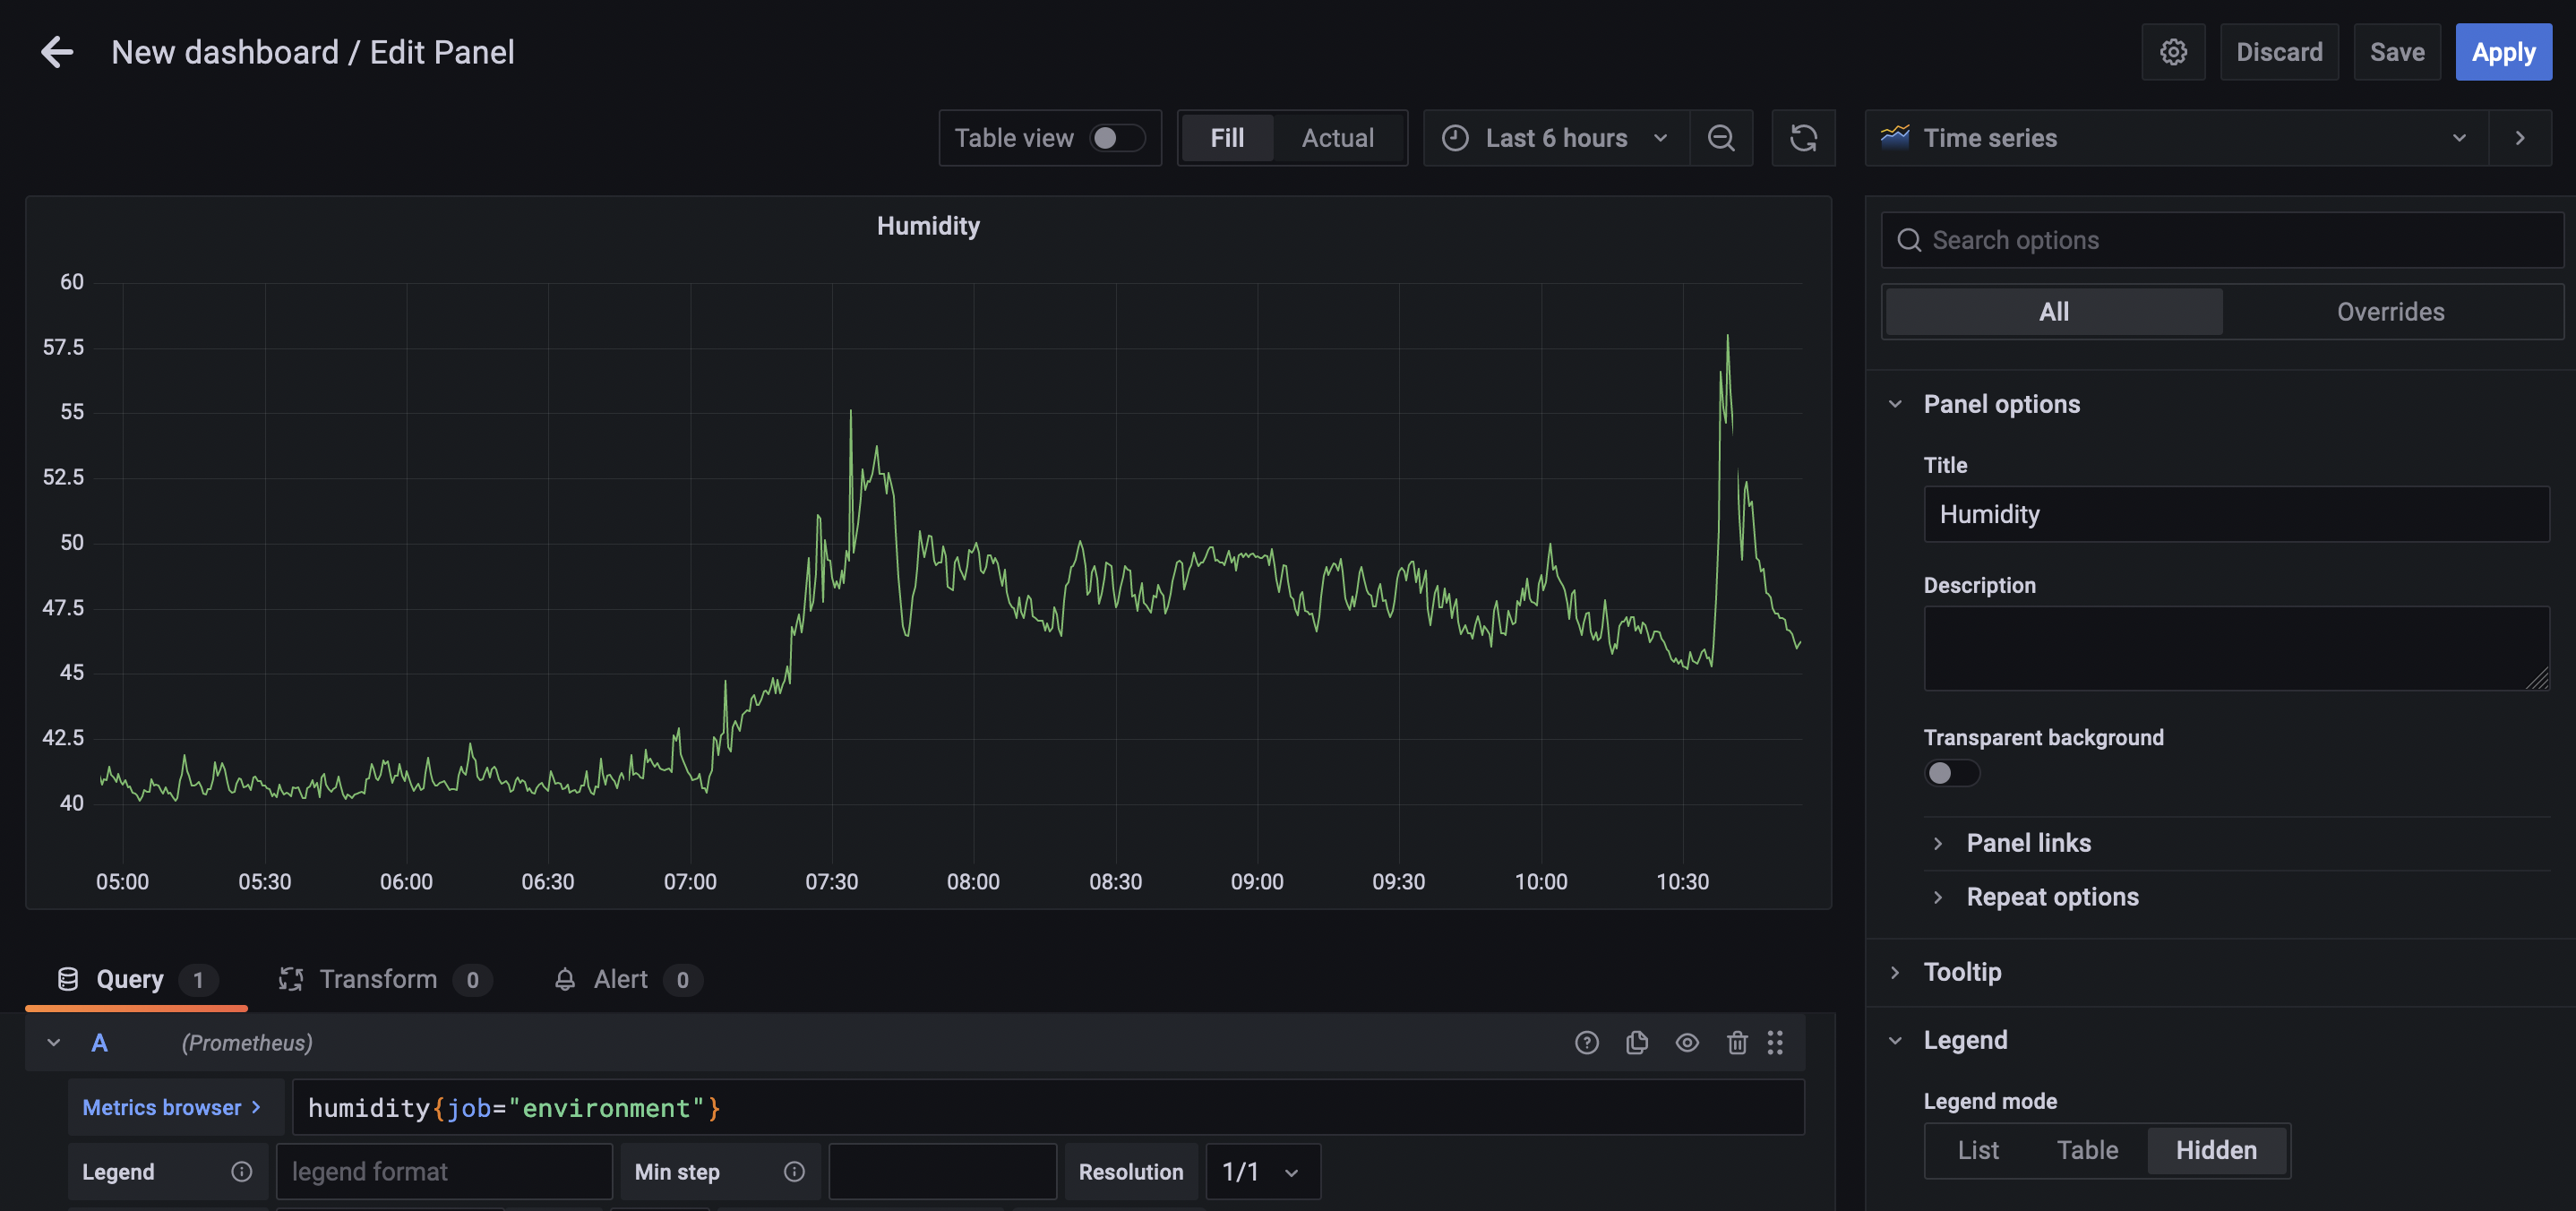 New dashboard / Edit Panel
Discard
Save
Apply
Table view
Fill
Actual
Last 6 hours
Time series
Humidity
60
57.5
55
52.5
50
47.5
45
42.5
40
05:00 05:30 06:00 06:30 07:00 07:30 08:00 08:30 09:00 09:30 10:00 10:30
Search options
All
Overrides
Panel options
Title
Humidity
Description
Transparent background
Panel links
Repeat options
Tooltip
Legend
Legend mode
List
Table
Hidden
Query 1
Transform 0
Alert 0
A (Prometheus)
Metrics browser >
humidity{job="environment"}
Legend
legend format
Min step
Resolution
1/1